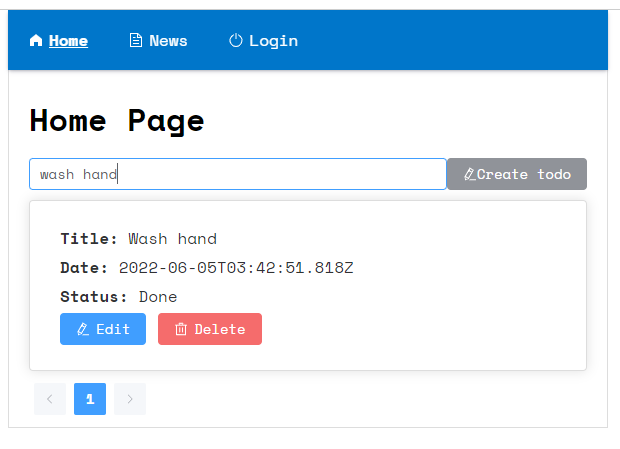 Home News Login
Home Page
wash hand Create todo
Title: Wash hand
Date: 2022-06-05T03:42:51.818Z
Status: Done
Edit Delete
1